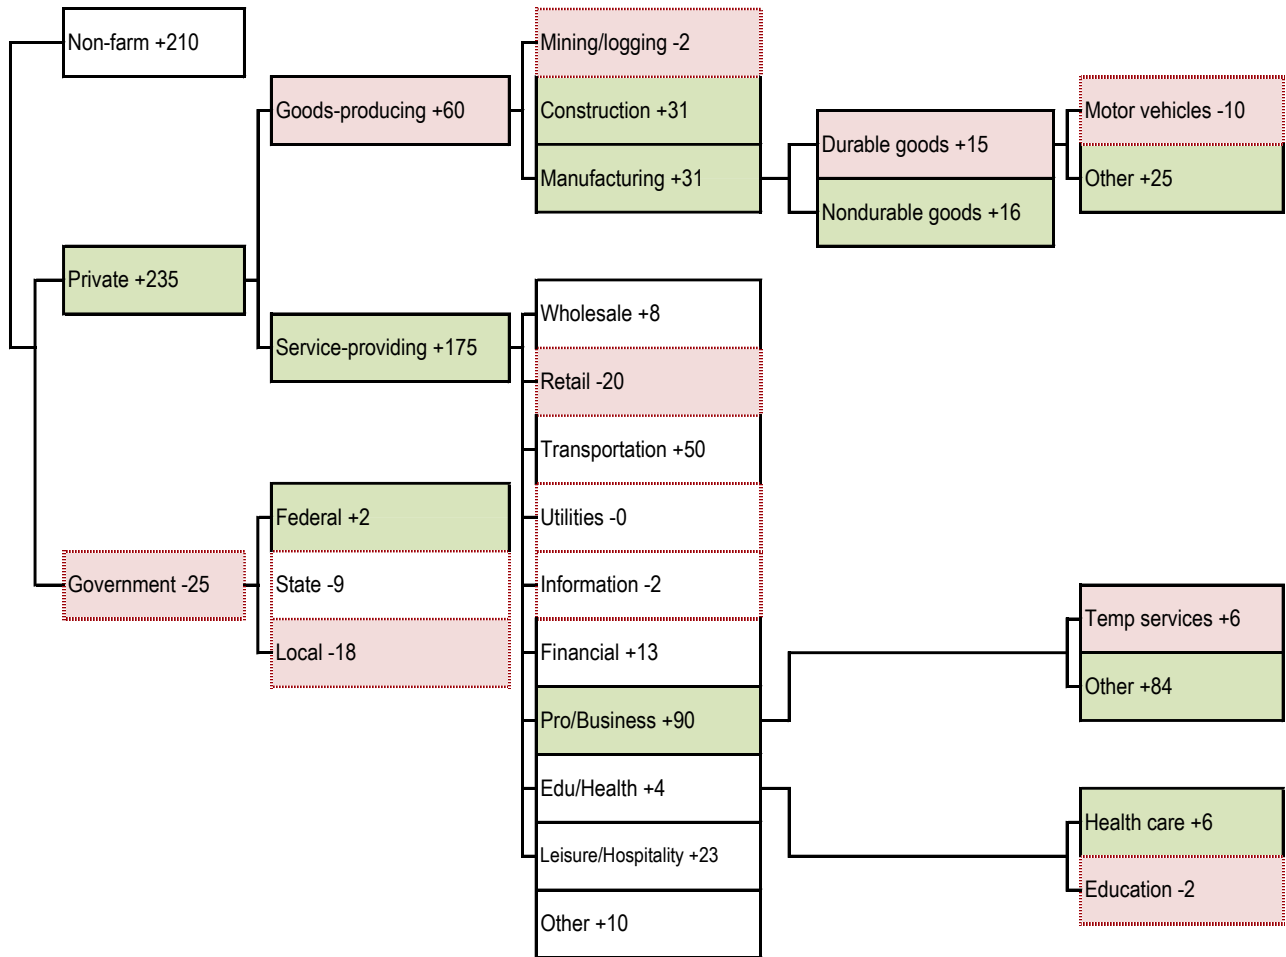 Non-farm +210
Private +235
Government -25
Goods-producing +60
Service-providing +175
Federal +2
State -9
Local -18
Mining/logging -2
Construction +31
Manufacturing +31
Wholesale +8
Retail -20
Transportation +50
Utilities -0
Information -2
Financial +13
Pro/Business +90
Edu/Health +4
Leisure/Hospitality +23
Other +10
Durable goods +15
Nondurable goods +16
Motor vehicles -10
Other +25
Temp services +6
Other +84
Health care +6
Education -2